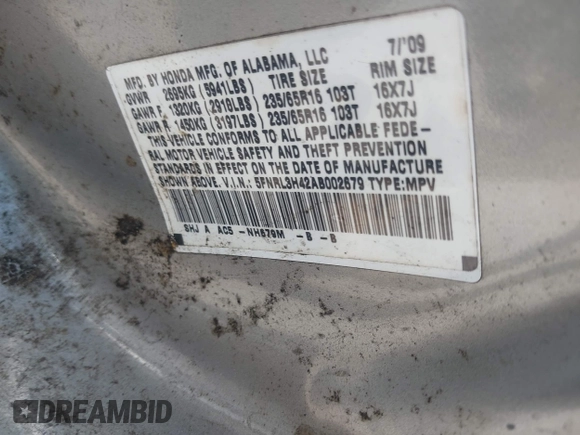 MFG. BY HONDA MFG. OF ALABAMA, LLC 7/'09
GVWR 2695KG (5941LBS) TIRE SIZE RIM SIZE
GAWR F. 1320KG (2910LBS) 235/65R16 103T 16X7J
GAWR R. 1450KG (3197LBS) 235/65R16 103T 16X7J
THIS VEHICLE CONFORMS TO ALL APPLICABLE FEDE-
RAL MOTOR VEHICLE SAFETY AND THEFT PREVENTION
STANDARDS IN EFFECT ON THE DATE OF MANUFACTURE
SHOWN ABOVE. V.I.N.: 5FNRL3H42AB002679 TYPE:MPV
SHJ A AC5 -NH579M -B -B
DREAMBID